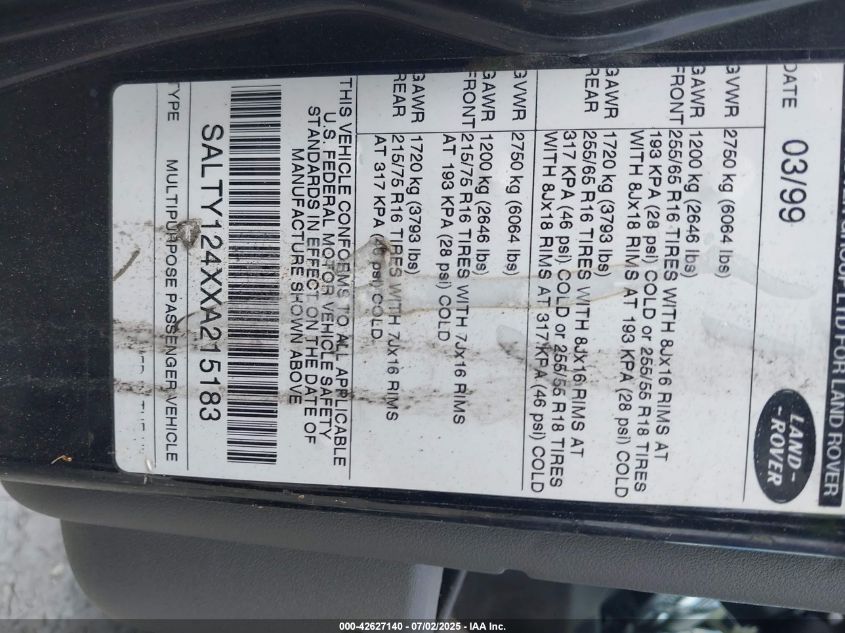 GROUP LTD FOR LAND ROVER
DATE 03/99
LAND-
ROVER
GVWR 2750 kg (6064 lbs)
GAWR 1200 kg (2646 lbs)
FRONT 255/65 R16 TIRES WITH 8Jx16 RIMS AT
193 KPA (28 psi) COLD or 255/55 R18 TIRES
WITH 8Jx18 RIMS AT 193 KPA (28 psi) COLD
GAWR 1720 kg (3793 lbs)
REAR 255/65 R16 TIRES WITH 8Jx16 RIMS AT
317 KPA (46 psi) COLD or 255/55 R18 TIRES
WITH 8Jx18 RIMS AT 317 KPA (46 psi) COLD
GVWR 2750 kg (6064 lbs)
GAWR 1200 kg (2646 lbs)
FRONT 215/75 R16 TIRES WITH 7Jx16 RIMS
AT 193 KPA (28 psi) COLD
GAWR 1720 kg (3793 lbs)
REAR 215/75 R16 TIRES WITH 7Jx16 RIMS
AT 317 KPA (46 psi) COLD
THIS VEHICLE CONFORMS TO ALL APPLICABLE
U.S. FEDERAL MOTOR VEHICLE SAFETY
STANDARDS IN EFFECT ON THE DATE OF
MANUFACTURE SHOWN ABOVE
SALTY124XXA215183
TYPE MULTIPURPOSE PASSENGER VEHICLE
000-42627140 - 07/02/2025 - IAA Inc.